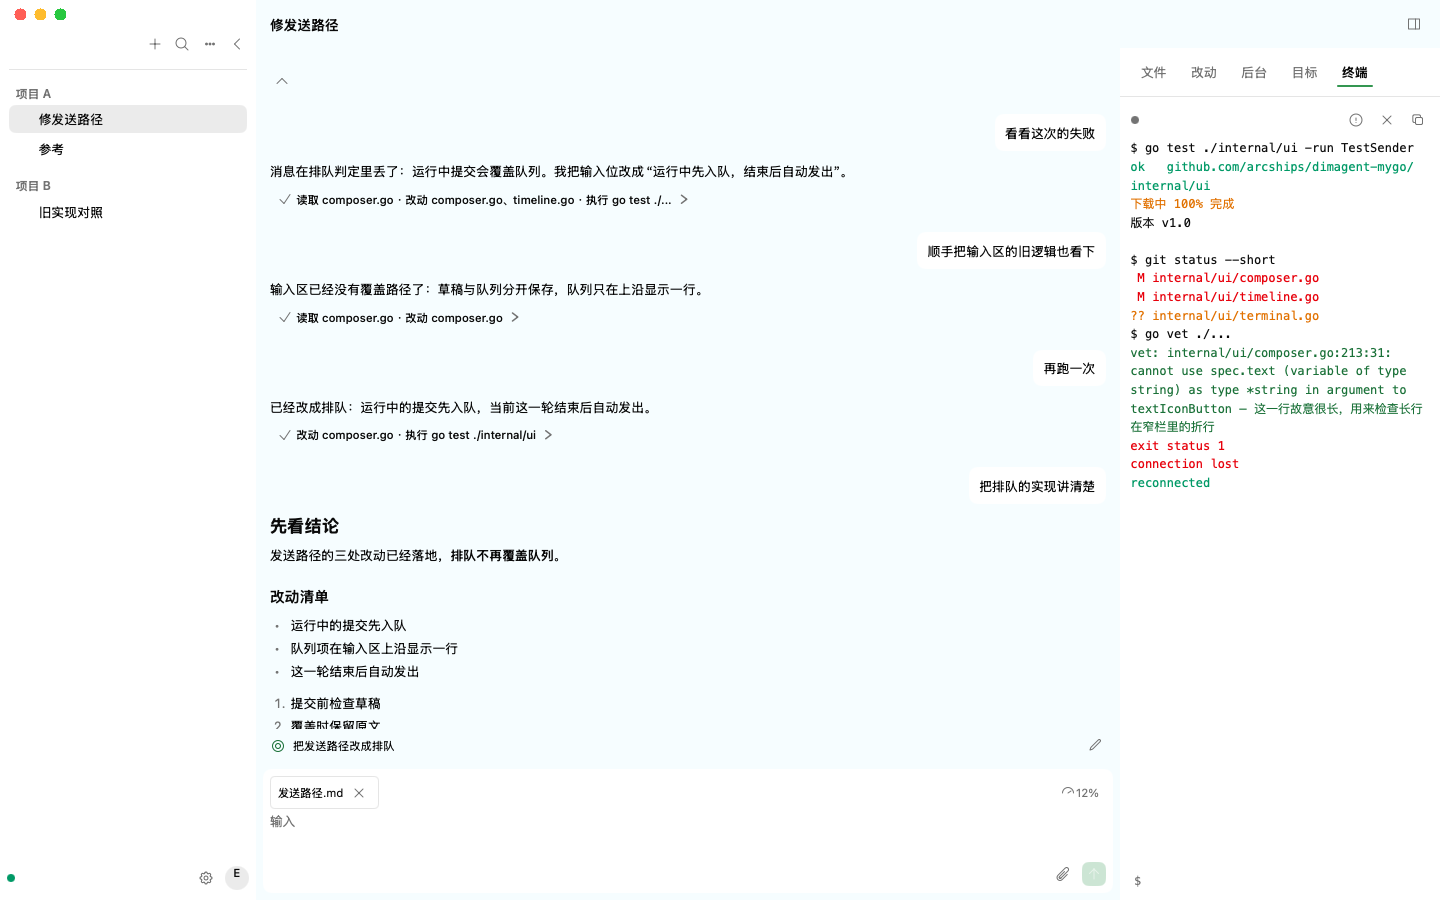 修发送路径
项目 A
修发送路径
参考
项目 B
旧实现对照
E
看看这次的失败
消息在排队判定里丢了：运行中提交会覆盖队列。我把输入位改成 “运行中先入队，结束后自动发出”。
读取 composer.go · 改动 composer.go、timeline.go · 执行 go test ./...
顺手把输入区的旧逻辑也看下
输入区已经没有覆盖路径了：草稿与队列分开保存，队列只在上沿显示一行。
读取 composer.go · 改动 composer.go
再跑一次
已经改成排队：运行中的提交先入队，当前这一轮结束后自动发出。
改动 composer.go · 执行 go test ./internal/ui
把排队的实现讲清楚
先看结论
发送路径的三处改动已经落地，排队不再覆盖队列。
改动清单
• 运行中的提交先入队
• 队列项在输入区上沿显示一行
• 这一轮结束后自动发出
1. 提交前检查草稿
2. 覆盖时保留原文
把发送路径改成排队
发送路径.md
12%
输入
文件 改动 后台 目标 终端
$ go test ./internal/ui -run TestSender
ok github.com/arcships/dimagent-mygo/
internal/ui
下载中 100% 完成
版本 v1.0
$ git status --short
M internal/ui/composer.go
M internal/ui/timeline.go
?? internal/ui/terminal.go
$ go vet ./...
vet: internal/ui/composer.go:213:31:
cannot use spec.text (variable of type
string) as type *string in argument to
textIconButton — 这一行故意很长，用来检查长行
在窄栏里的折行
exit status 1
connection lost
reconnected
$